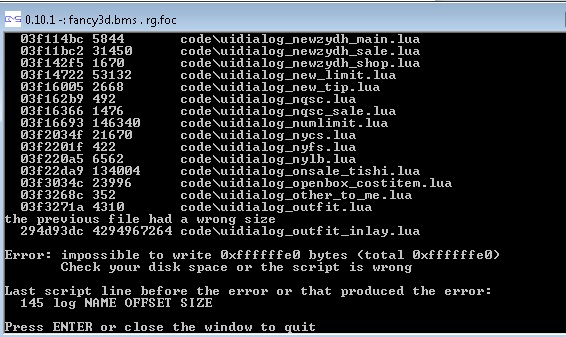 0.10.1 -: fancy3d.bms . rg.foc
03f114bc 5844 code\uidialog_newzydh_main.lua
03f11bc2 31450 code\uidialog_newzydh_sale.lua
03f142f5 1670 code\uidialog_newzydh_shop.lua
03f14722 53132 code\uidialog_new_limit.lua
03f16005 2668 code\uidialog_new_tip.lua
03f162b9 492 code\uidialog_nqsc.lua
03f16366 1476 code\uidialog_nqsc_sale.lua
03f16693 146340 code\uidialog_numlimit.lua
03f2034f 21670 code\uidialog_nycs.lua
03f2201f 422 code\uidialog_nyfs.lua
03f220a5 6562 code\uidialog_nylb.lua
03f22da9 134004 code\uidialog_onsale_tishi.lua
03f3034c 23996 code\uidialog_openbox_costitem.lua
03f3268c 352 code\uidialog_other_to_me.lua
03f3271a 4310 code\uidialog_outfit.lua
the previous file had a wrong size
294d93dc 4294967264 code\uidialog_outfit_inlay.lua
Error: impossible to write 0xffffffe0 bytes (total 0xffffffe0)
Check your disk space or the script is wrong
Last script line before the error or that produced the error:
145 log NAME OFFSET SIZE
Press ENTER or close the window to quit